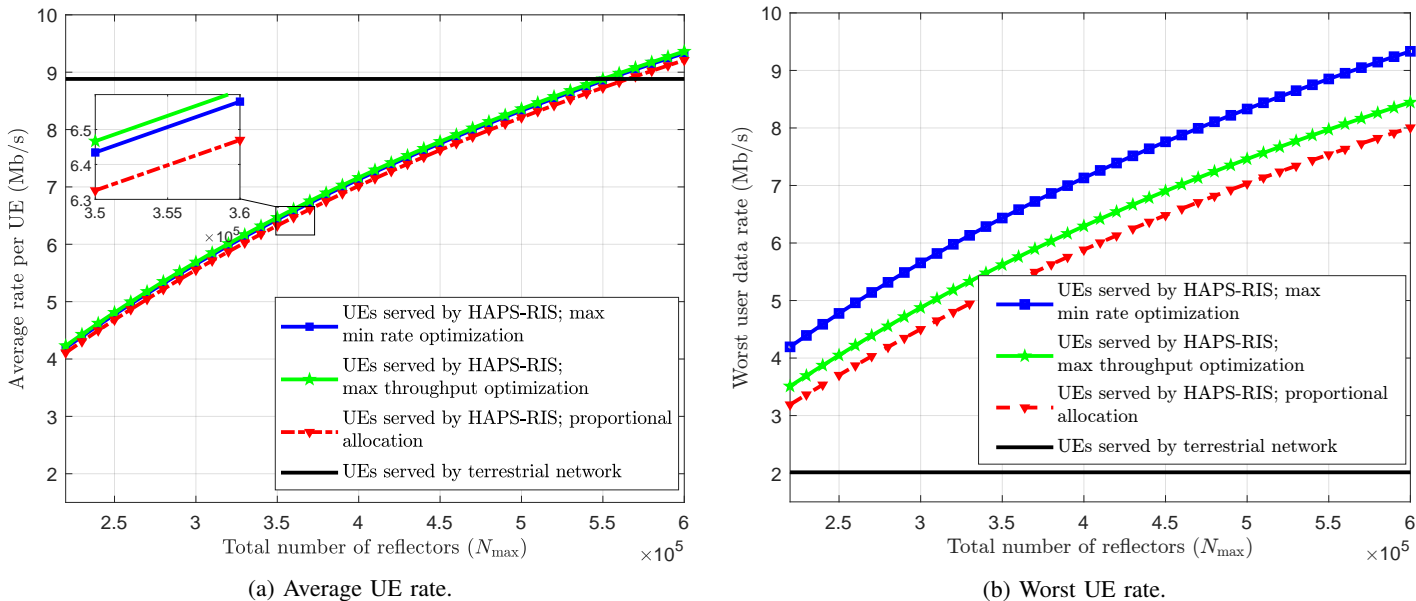 10
9
8
7
6
5
4
3
2
Average rate per UE (Mb/s)
6.5
6.4
6.3
3.5 3.55 3.6
×10^5
UEs served by HAPS-RIS; max
min rate optimization
UEs served by HAPS-RIS;
max throughput optimization
UEs served by HAPS-RIS; proportional
allocation
UEs served by terrestrial network
2.5 3 3.5 4 4.5 5 5.5 6
Total number of reflectors (N_max)
×10^5
(a) Average UE rate.
10
9
8
7
6
5
4
3
2
Worst user data rate (Mb/s)
UEs served by HAPS-RIS; max
min rate optimization
UEs served by HAPS-RIS;
max throughput optimization
UEs served by HAPS-RIS; proportional
allocation
UEs served by terrestrial network
2.5 3 3.5 4 4.5 5 5.5 6
Total number of reflectors (N_max)
×10^5
(b) Worst UE rate.